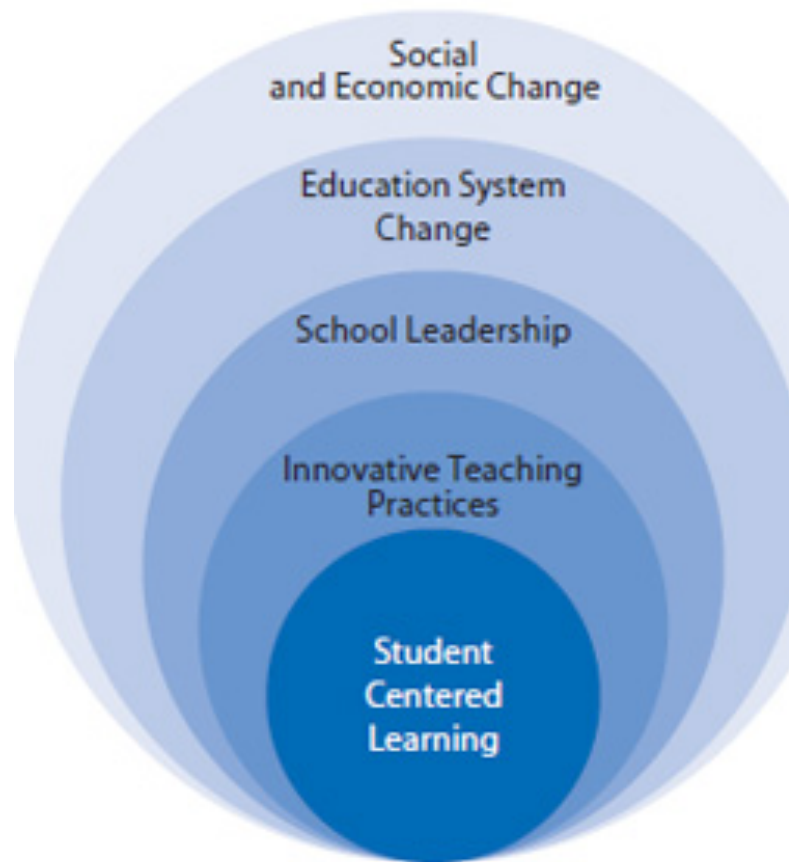 Social
and Economic Change
Education System
Change
School Leadership
Innovative Teaching
Practices
Student
Centered
Learning